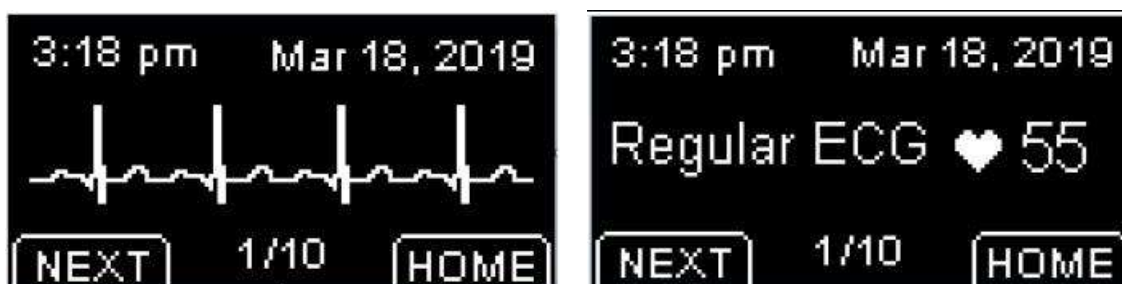 3:18 pm Mar 18, 2019
NEXT 1/10 HOME
3:18 pm Mar 18, 2019
Regular ECG ♥ 55
NEXT 1/10 HOME